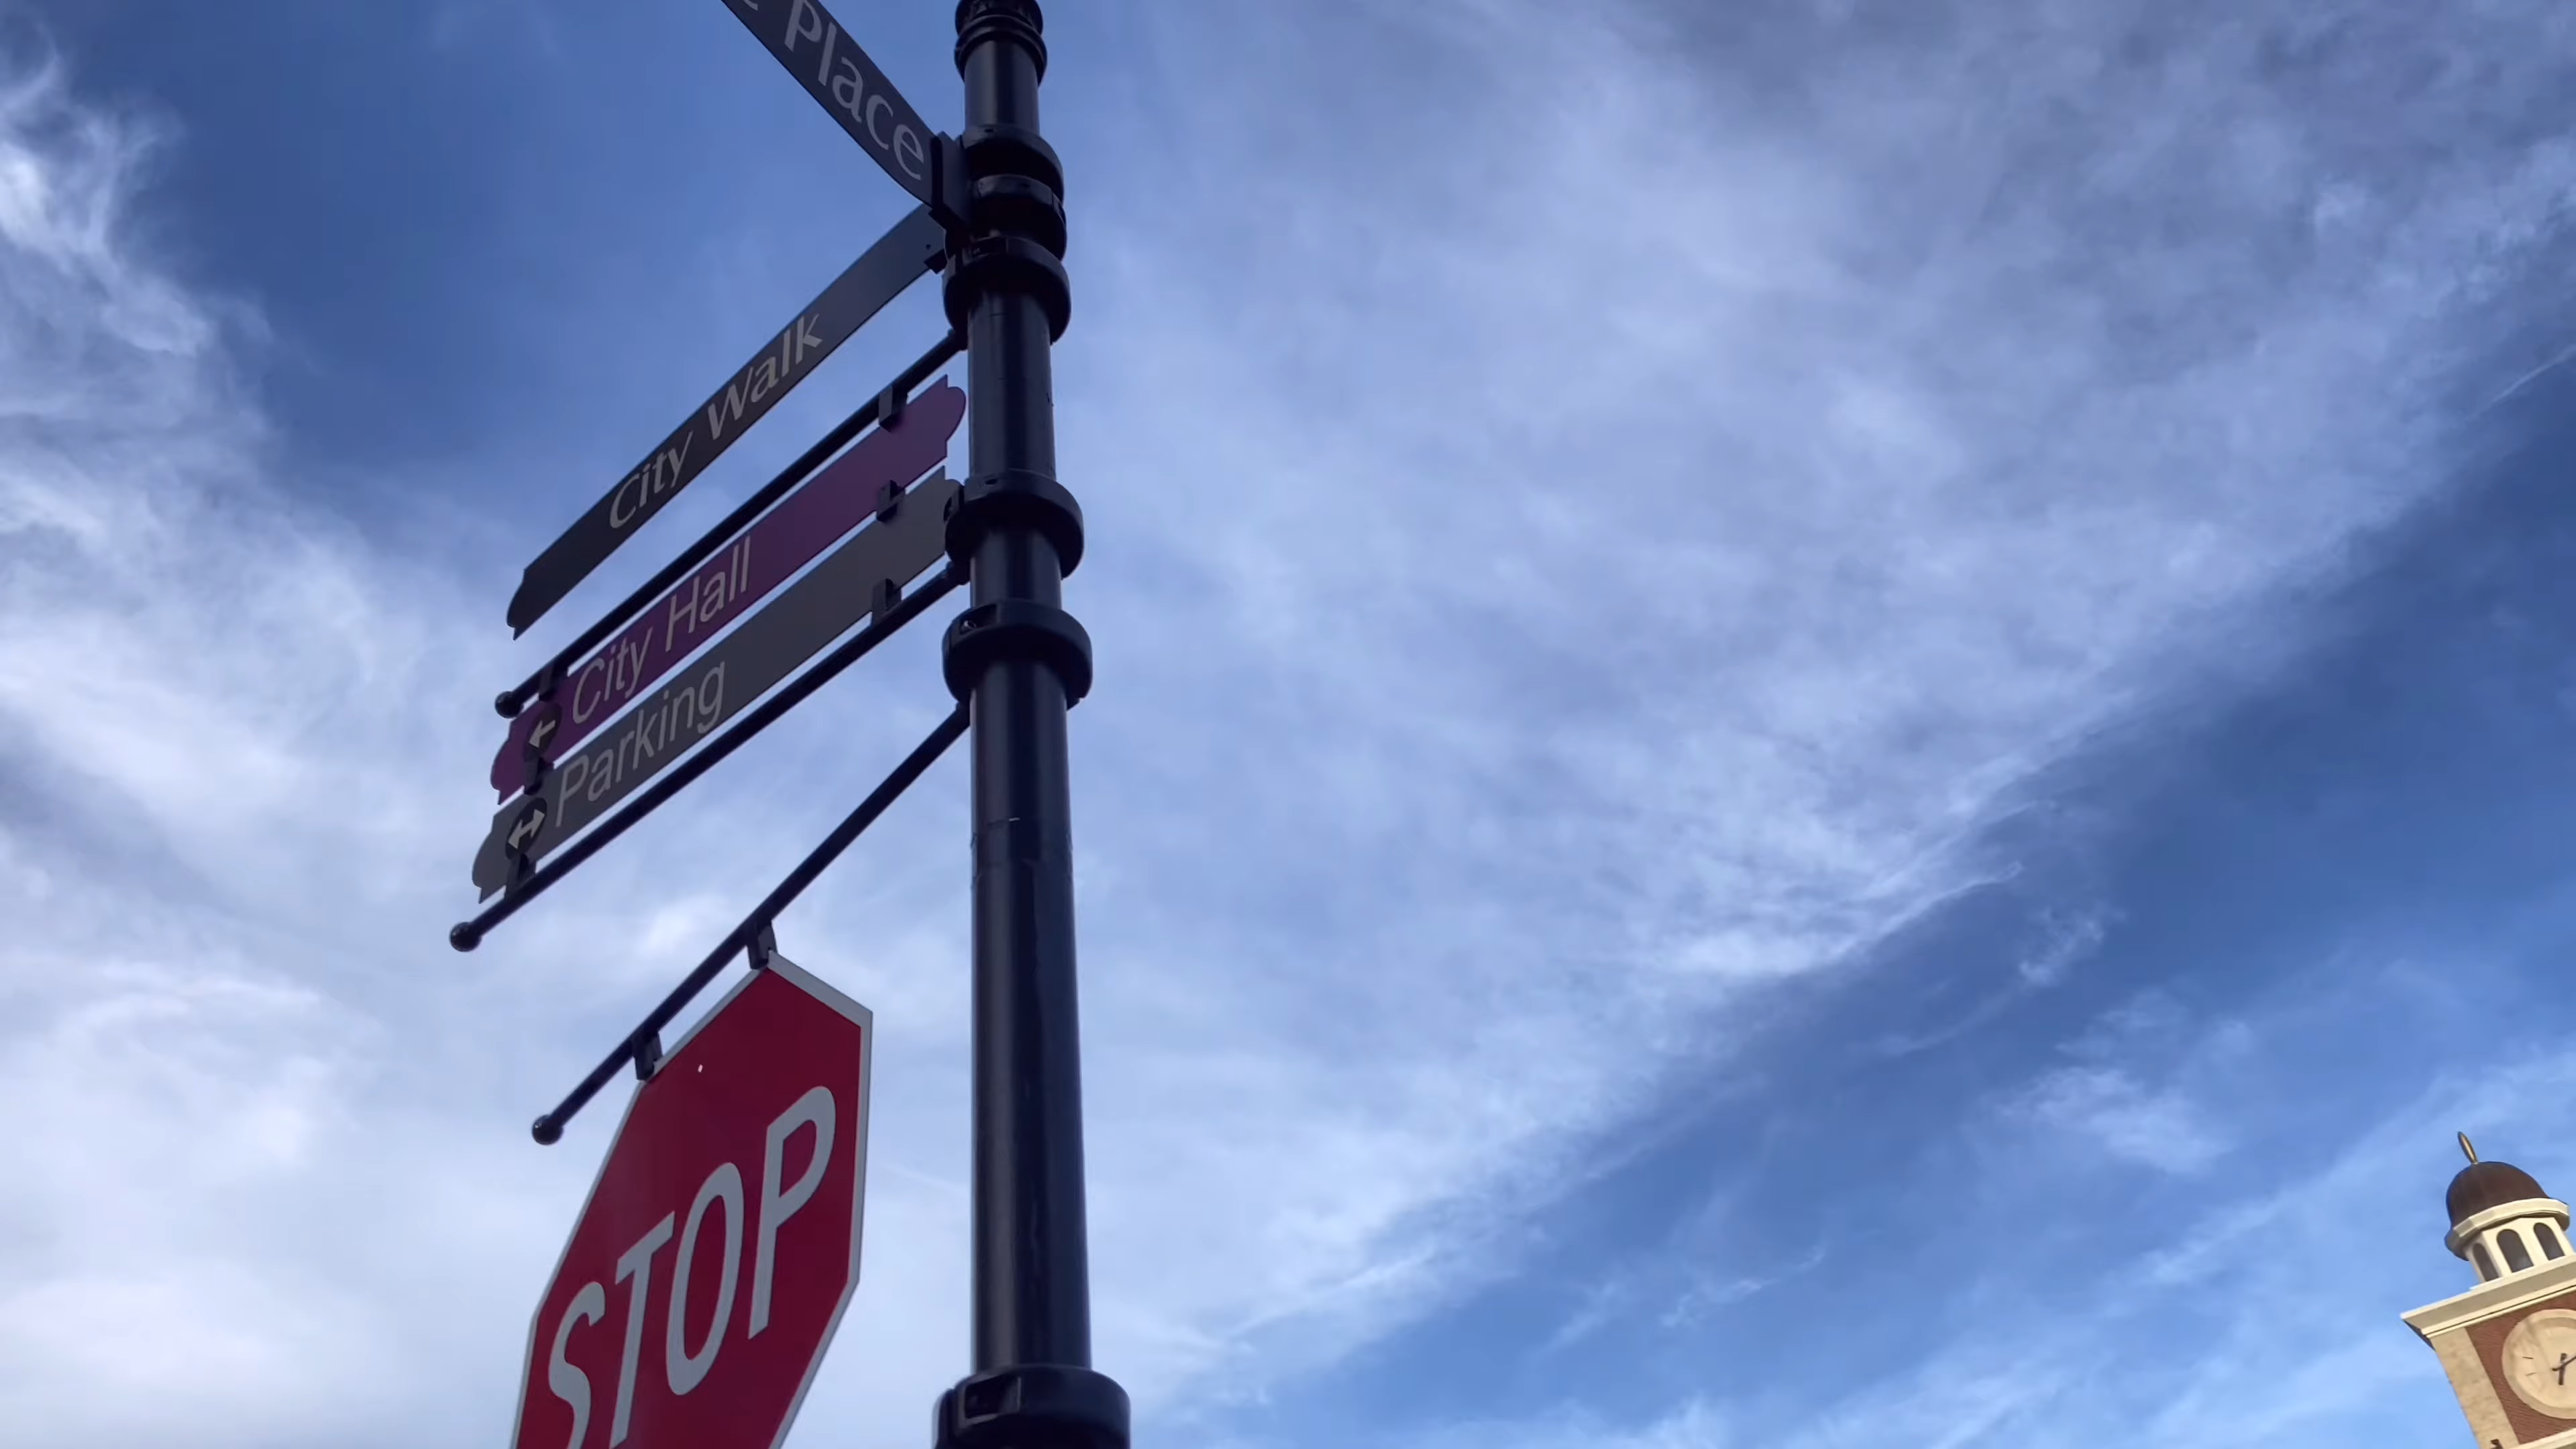 Place
City Walk
City Hall
Parking
STOP